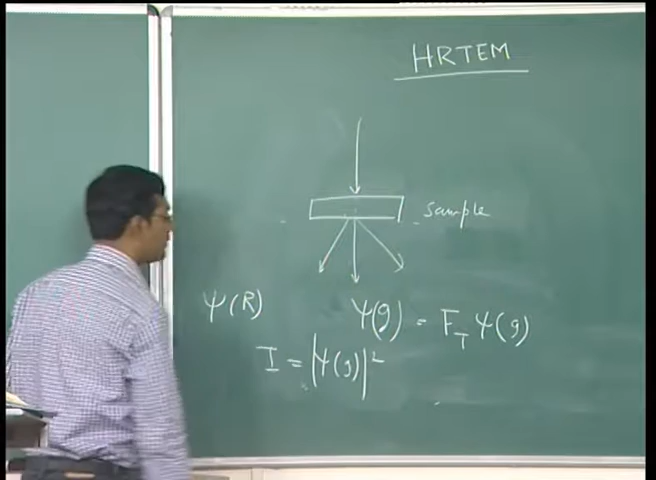 HRTEM
sample
ψ(R) ψ(g) = F_T ψ(g)
I = |ψ(g)|²